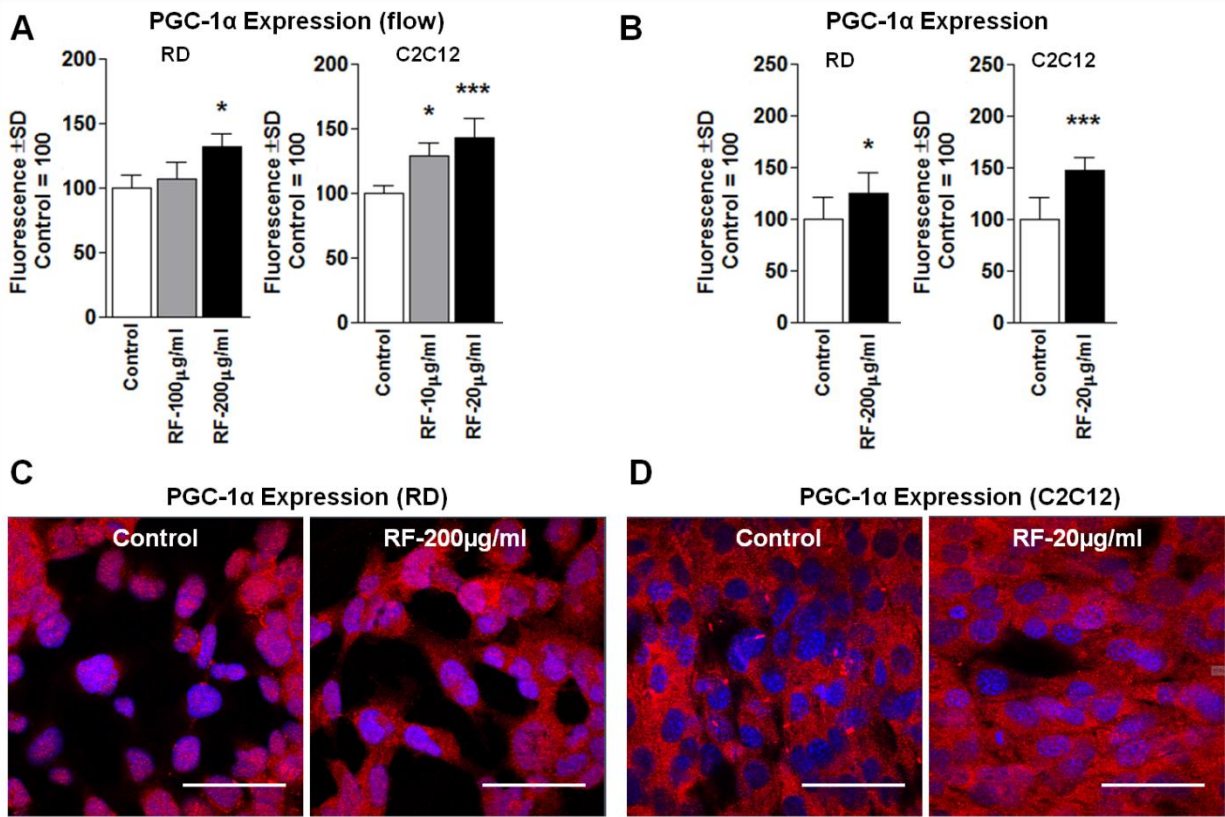 A
PGC-1α Expression (flow)
RD
Fluorescence ±SD
Control = 100
200
150
100
50
0
*
Control
RF-100µg/ml
RF-200µg/ml
C2C12
Fluorescence ±SD
Control = 100
200
150
100
50
0
*
***
Control
RF-10µg/ml
RF-20µg/ml
B
PGC-1α Expression
RD
Fluorescence ±SD
Control = 100
250
200
150
100
50
0
*
Control
RF-200µg/ml
C2C12
Fluorescence ±SD
Control = 100
250
200
150
100
50
0
***
Control
RF-20µg/ml
C
PGC-1α Expression (RD)
Control
RF-200µg/ml
D
PGC-1α Expression (C2C12)
Control
RF-20µg/ml